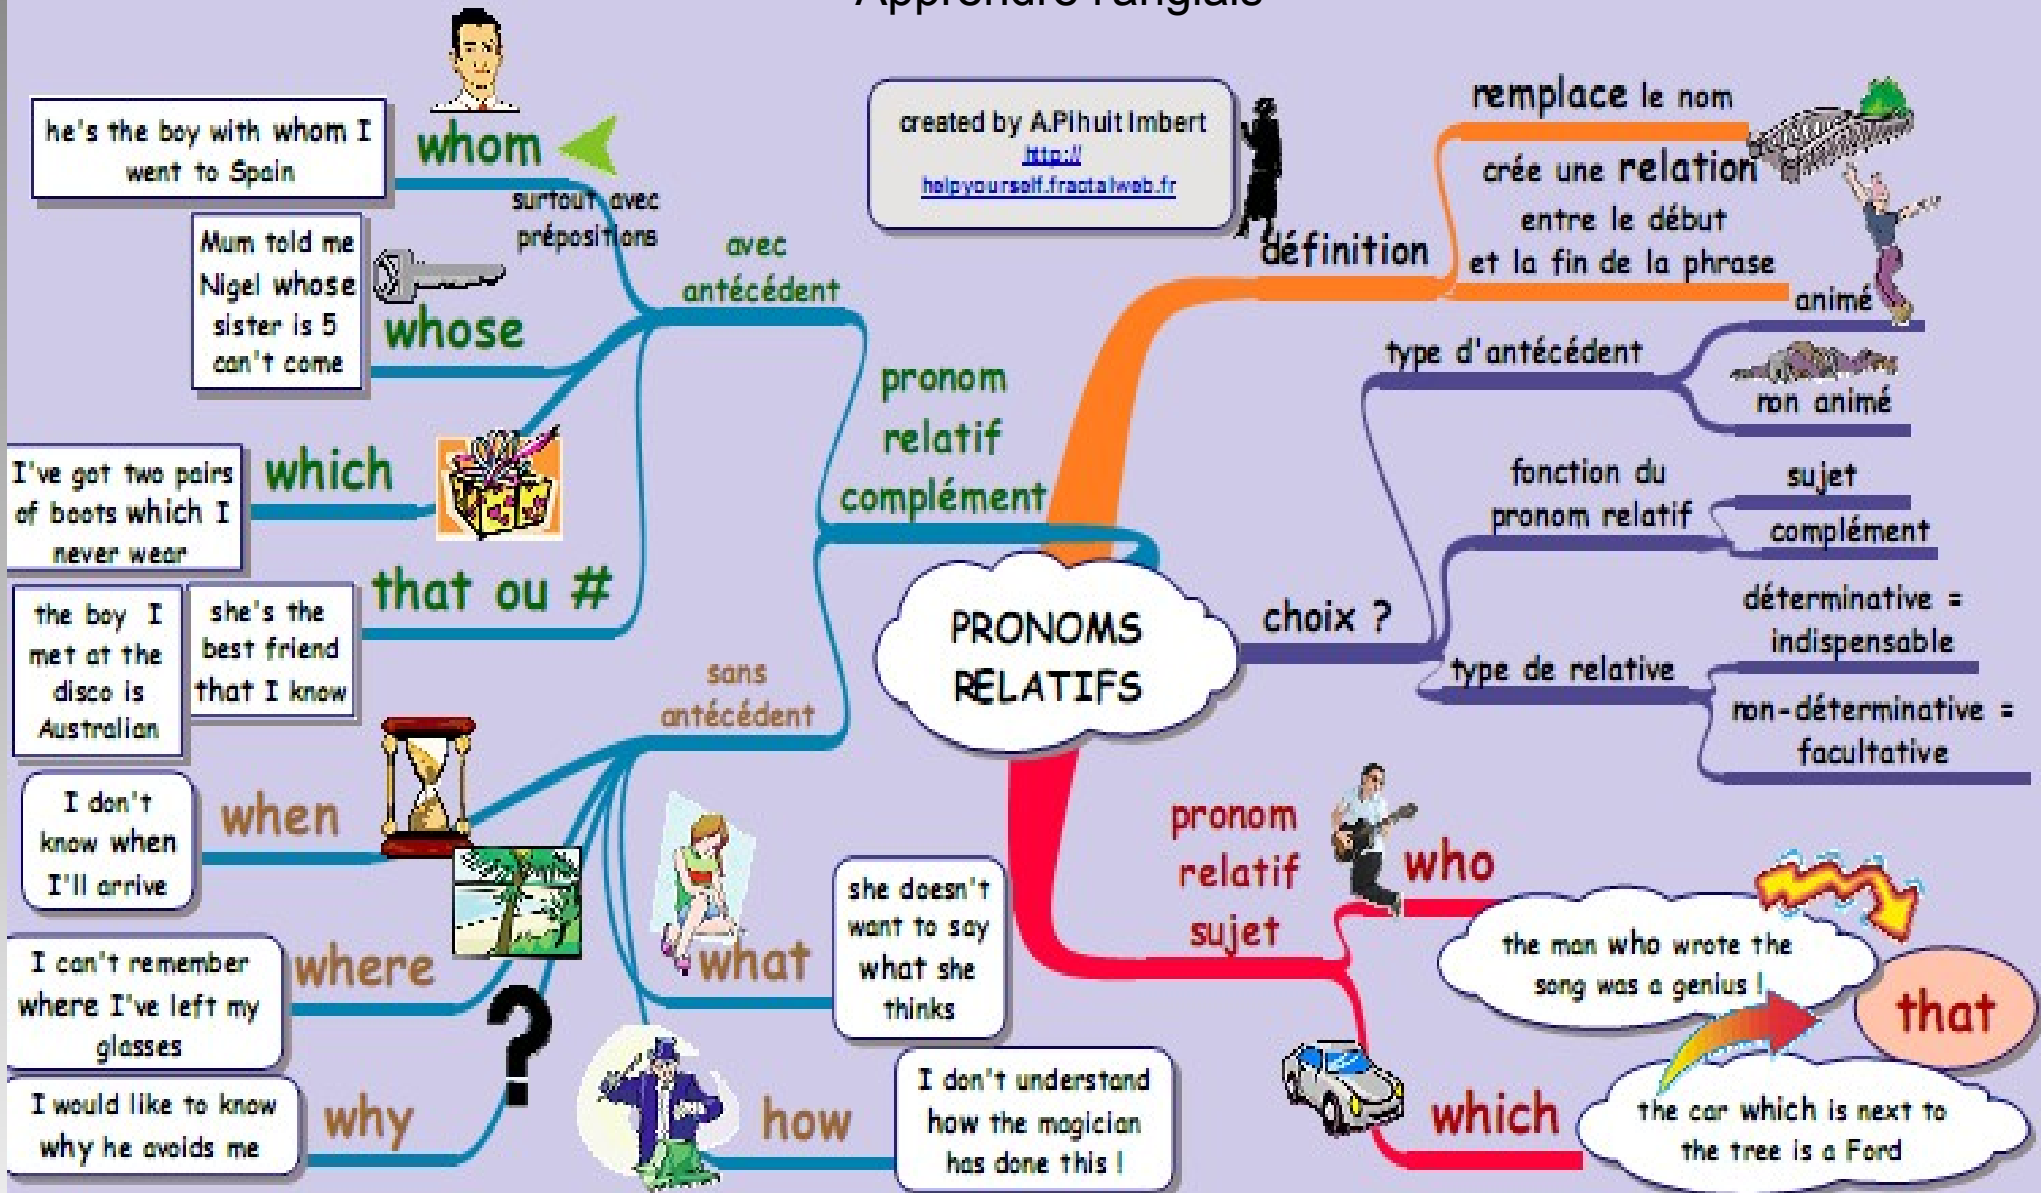 Apprendre l'anglais
created by A.Pihuit Imbert
http://
helpyourself.fractalweb.fr
PRONOMS
RELATIFS
définition
remplace le nom
crée une relation
entre le début
et la fin de la phrase
choix ?
type d'antécédent
animé
non animé
fonction du
pronom relatif
sujet
complément
type de relative
déterminative =
indispensable
non-déterminative =
facultative
pronom
relatif
sujet
who
the man who wrote the
song was a genius !
that
which
the car which is next to
the tree is a Ford
pronom
relatif
complément
avec
antécédent
whom
surtout avec
prépositions
he's the boy with whom I
went to Spain
whose
Mum told me
Nigel whose
sister is 5
can't come
which
I've got two pairs
of boots which I
never wear
that ou #
she's the
best friend
that I know
the boy I
met at the
disco is
Australian
sans
antécédent
when
I don't
know when
I'll arrive
where
I can't remember
where I've left my
glasses
why
I would like to know
why he avoids me
?
what
she doesn't
want to say
what she
thinks
how
I don't understand
how the magician
has done this !